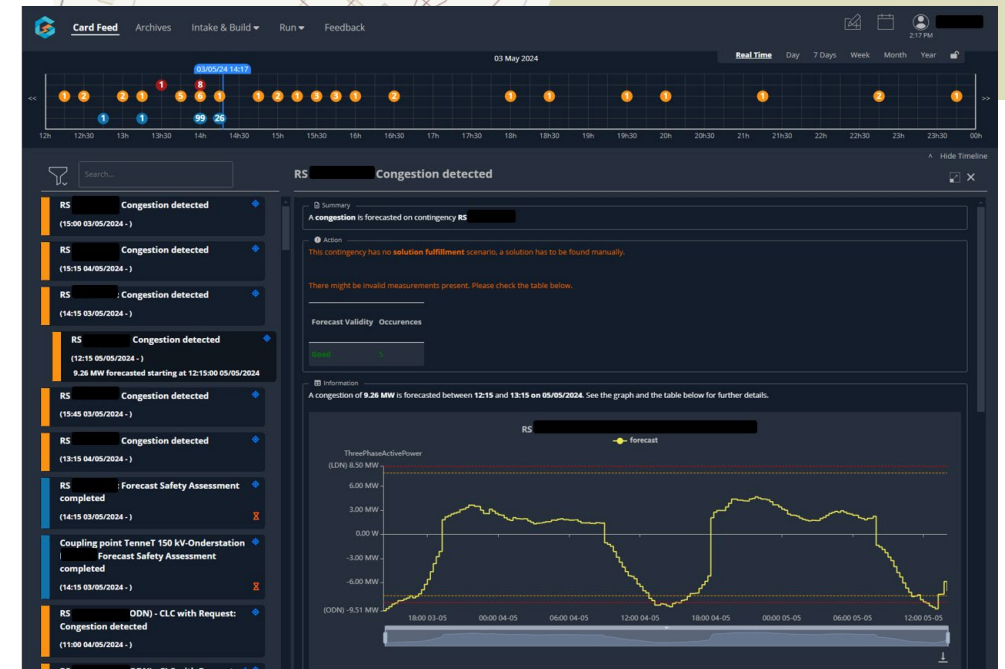 Card Feed Archives Intake & Build Run Feedback
2:17 PM
03 May 2024
Real Time Day 7 Days Week Month Year
03/05/24 14:17
1 8
<< 1 2 2 1 5 6 1 1 2 1 3 3 1 2 1 1 1 1 1 2 1 >>
1 1 99 26
12h 12h30 13h 13h30 14h 14h30 15h 15h30 16h 16h30 17h 17h30 18h 18h30 19h 19h30 20h 20h30 21h 21h30 22h 22h30 23h 23h30 00h
Hide Timeline
Search...
RS Congestion detected
(15:00 03/05/2024 - )
RS Congestion detected
(15:15 04/05/2024 - )
RS : Congestion detected
(14:15 03/05/2024 - )
RS Congestion detected
(12:15 05/05/2024 - )
9.26 MW forecasted starting at 12:15:00 05/05/2024
RS Congestion detected
(15:45 03/05/2024 - )
RS Congestion detected
(13:15 04/05/2024 - )
RS : Forecast Safety Assessment
completed
(14:15 03/05/2024 - )
Coupling point TenneT 150 kV-Onderstation
Forecast Safety Assessment
completed
(14:15 03/05/2024 - )
RS ODN) - CLC with Request:
Congestion detected
(11:00 04/05/2024 - )
RS Congestion detected
Summary
A congestion is forecasted on contingency RS
Action
This contingency has no solution fulfillment scenario, a solution has to be found manually.
There might be invalid measurements present. Please check the table below.
Forecast Validity Occurences
Good 5
Information
A congestion of 9.26 MW is forecasted between 12:15 and 13:15 on 05/05/2024. See the graph and the table below for further details.
RS
forecast
ThreePhaseActivePower
(LDN) 8.50 MW
6.00 MW
3.00 MW
0.00 W
-3.00 MW
-6.00 MW
(ODN) -9.51 MW
18:00 03-05 00:00 04-05 06:00 04-05 12:00 04-05 18:00 04-05 00:00 05-05 06:00 05-05 12:00 05-05